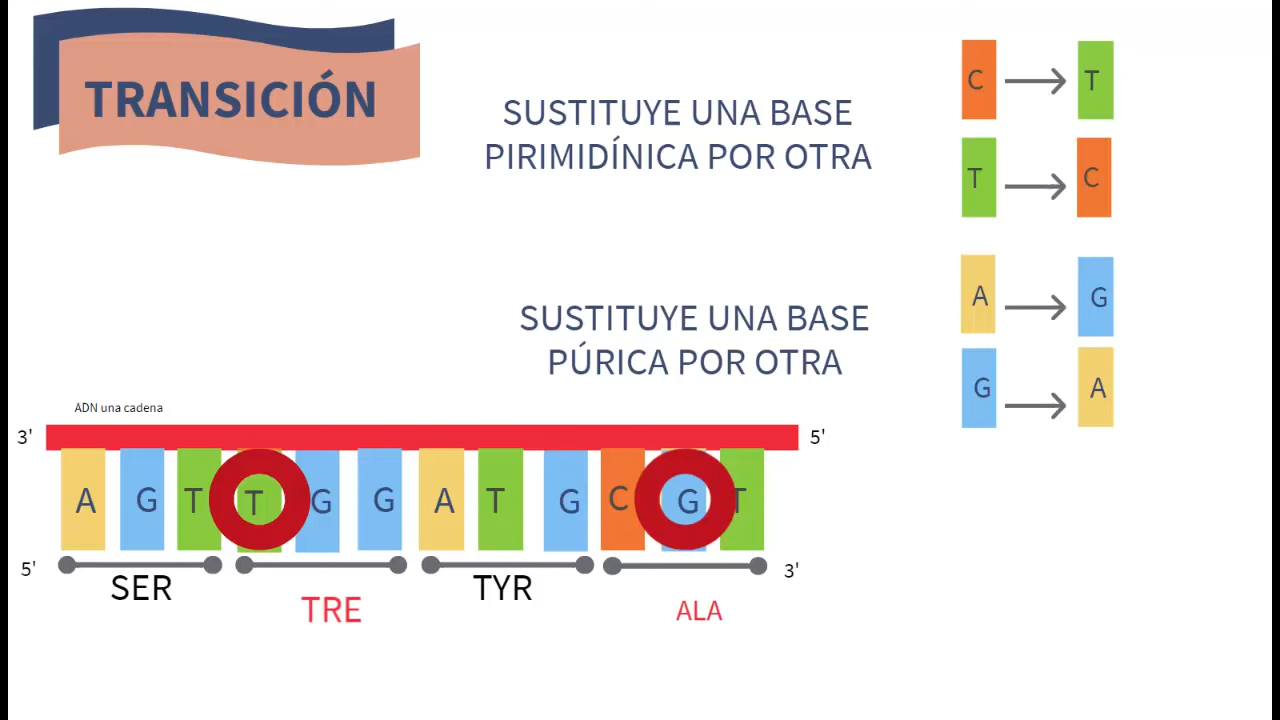 TRANSICIÓN
SUSTITUYE UNA BASE
PIRIMIDÍNICA POR OTRA
C T
T C
SUSTITUYE UNA BASE
PÚRICA POR OTRA
A G
G A
ADN una cadena
3' 5'
A G T T G G A T G C G T
5' 3'
SER TYR
TRE ALA